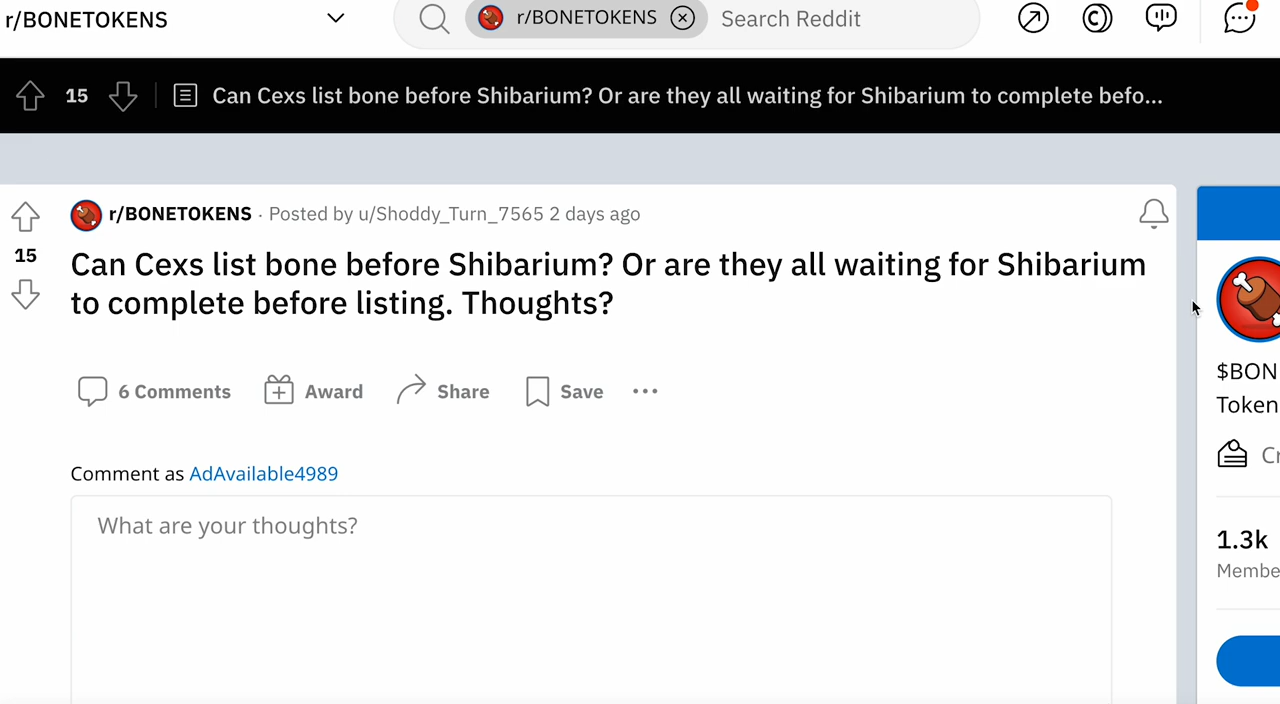 r/BONETOKENS
r/BONETOKENS
Search Reddit
15
Can Cexs list bone before Shibarium? Or are they all waiting for Shibarium to complete befo...
r/BONETOKENS · Posted by u/Shoddy_Turn_7565 2 days ago
15
Can Cexs list bone before Shibarium? Or are they all waiting for Shibarium
to complete before listing. Thoughts?
6 Comments
Award
Share
Save
Comment as AdAvailable4989
What are your thoughts?
$BON
Token
Cr
1.3k
Membe